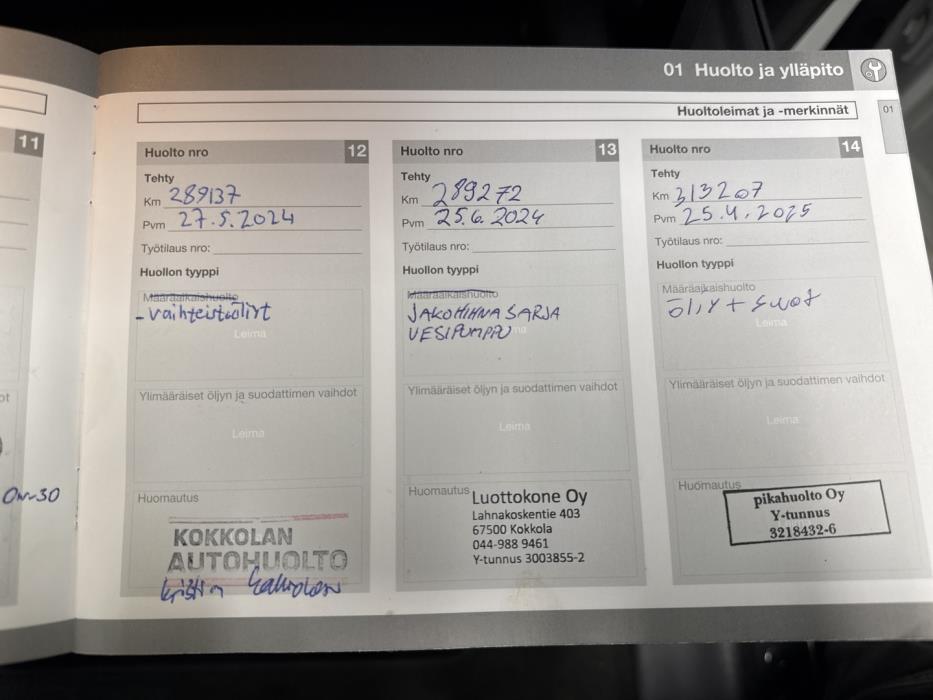 01 Huolto ja ylläpito
Huoltoleimat ja -merkinnät
01
11
0W-30
Huolto nro 12
Tehty
Km 289137
Pvm 27.5.2024
Työtilaus nro:
Huollon tyyppi
Määräaikaishuolto
- vaihteistoöljyt
Leima
Ylimääräiset öljyn ja suodattimen vaihdot
Leima
Huomautus
KOKKOLAN
AUTOHUOLTO
Huolto nro 13
Tehty
Km 289272
Pvm 25.6.2024
Työtilaus nro:
Huollon tyyppi
Määräaikaishuolto
JAKOHIHNASARJA
VESIPUMPPU
Ylimääräiset öljyn ja suodattimen vaihdot
Leima
Huomautus
Luottokone Oy
Lahnakoskentie 403
67500 Kokkola
044-988 9461
Y-tunnus 3003855-2
Huolto nro 14
Tehty
Km 313207
Pvm 25.4.2025
Työtilaus nro:
Huollon tyyppi
Määräaikaishuolto
öljy + suot
Leima
Ylimääräiset öljyn ja suodattimen vaihdot
Leima
Huomautus
pikahuolto Oy
Y-tunnus
3218432-6